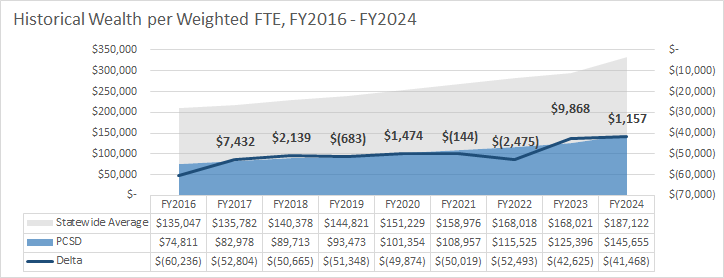 Historical Wealth per Weighted FTE, FY2016 - FY2024
$350,000 $-
$300,000 $(10,000)
$250,000 $(20,000)
$200,000 $9,868 $(30,000)
$150,000 $7,432 $2,139 $(683) $1,474 $(144) $(2,475) $1,157 $(40,000)
$100,000 $(50,000)
$50,000 $(60,000)
$- $(70,000)
FY2016 FY2017 FY2018 FY2019 FY2020 FY2021 FY2022 FY2023 FY2024
Statewide Average $135,047 $135,782 $140,378 $144,821 $151,229 $158,976 $168,018 $168,021 $187,122
PCSD $74,811 $82,978 $89,713 $93,473 $101,354 $108,957 $115,525 $125,396 $145,655
Delta $(60,236) $(52,804) $(50,665) $(51,348) $(49,874) $(50,019) $(52,493) $(42,625) $(41,468)